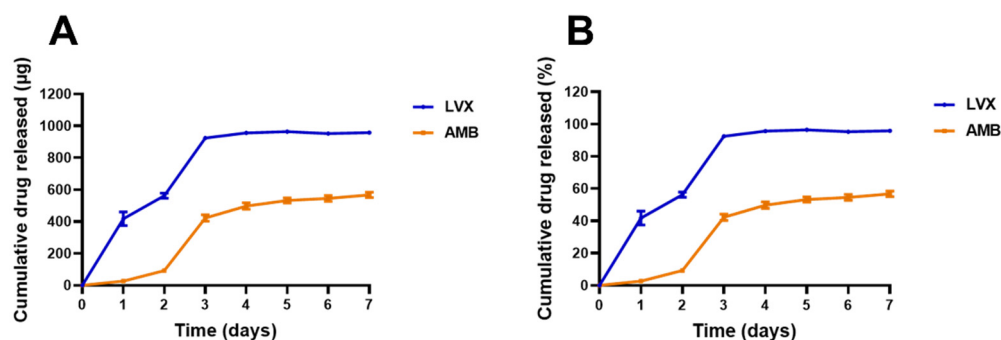 A
Cumulative drug released (µg)
1200
1000
800
600
400
200
0
0 1 2 3 4 5 6 7
Time (days)
LVX
AMB
B
Cumulative drug released (%)
120
100
80
60
40
20
0
0 1 2 3 4 5 6 7
Time (days)
LVX
AMB